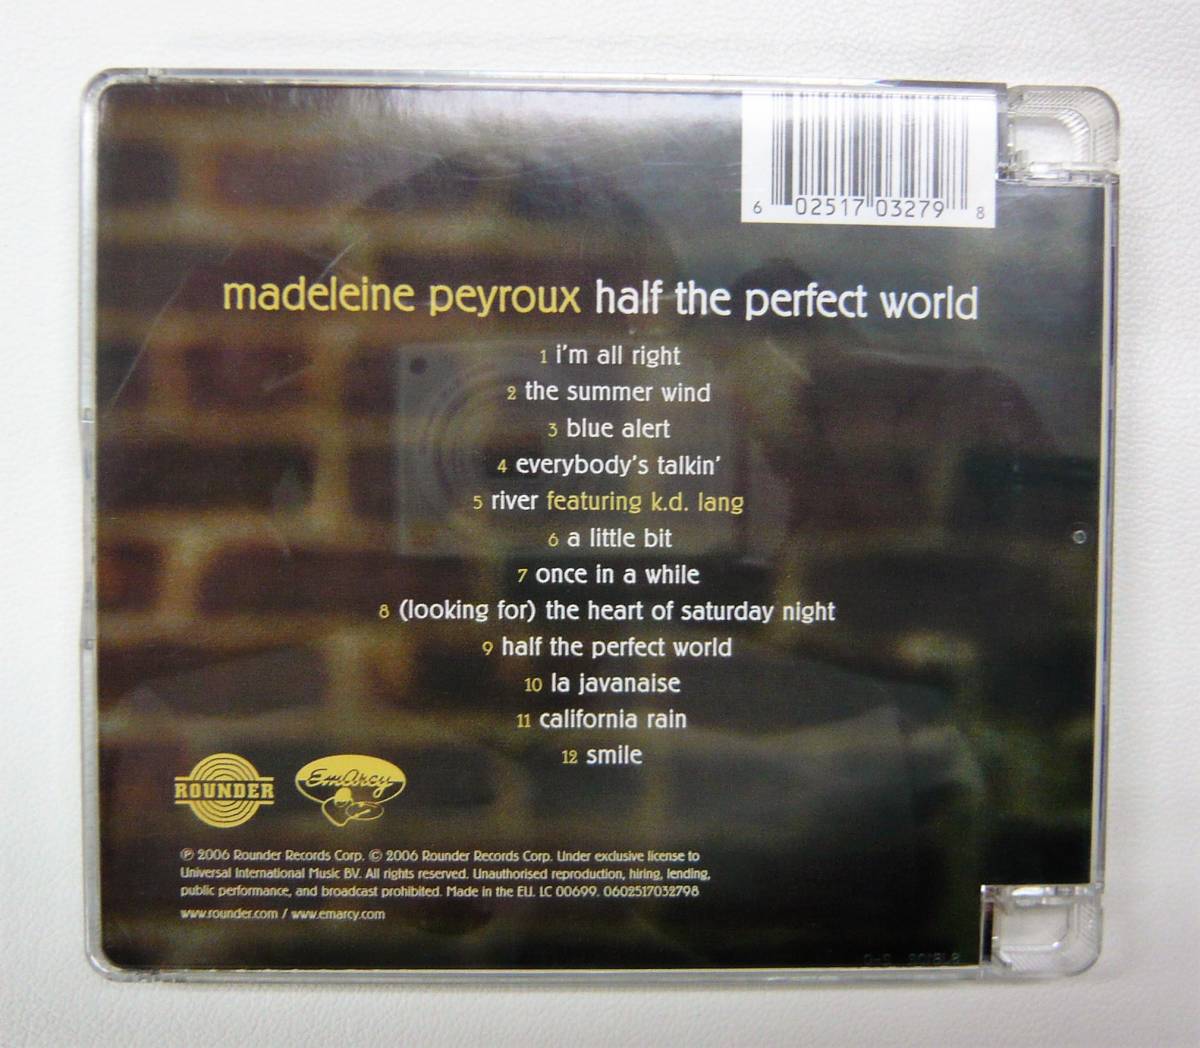 6 02517 03279 8
madeleine peyroux half the perfect world
1 i'm all right
2 the summer wind
3 blue alert
4 everybody's talkin'
5 river featuring k.d. lang
6 a little bit
7 once in a while
8 (looking for) the heart of saturday night
9 half the perfect world
10 la javanaise
11 california rain
12 smile
ROUNDER
EmArcy
℗ 2006 Rounder Records Corp. © 2006 Rounder Records Corp. Under exclusive license to
Universal International Music BV. All rights reserved. Unauthorised reproduction, hiring, lending,
public performance, and broadcast prohibited. Made in the EU. LC 00699. 0602517032798
www.rounder.com / www.emarcy.com